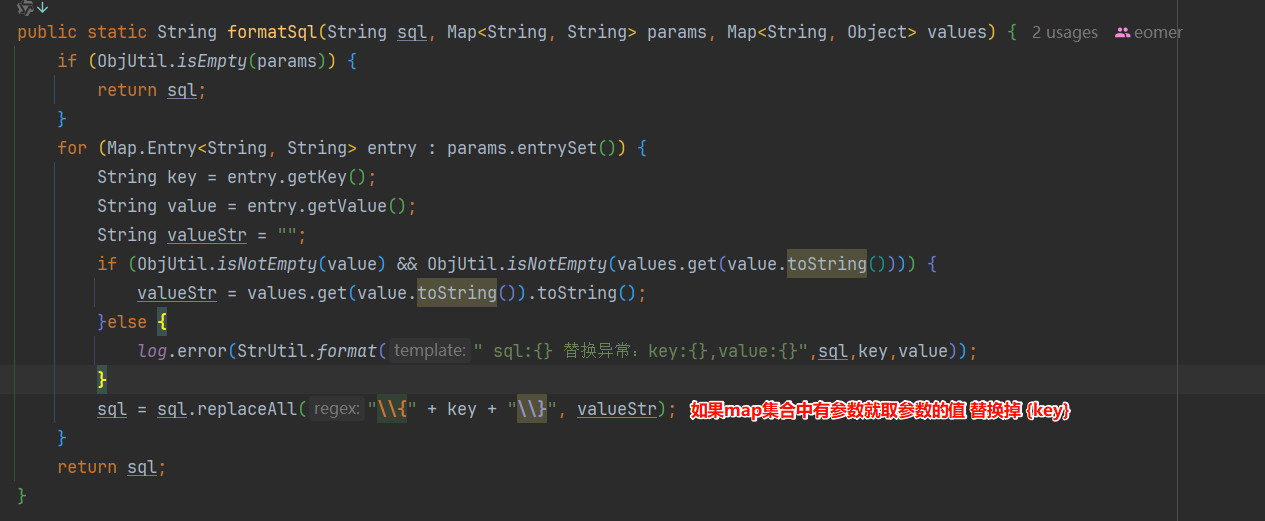 public static String formatSql(String sql, Map<String, String> params, Map<String, Object> values) { 2 usages eomer
if (ObjUtil.isEmpty(params)) {
return sql;
}
for (Map.Entry<String, String> entry : params.entrySet()) {
String key = entry.getKey();
String value = entry.getValue();
String valueStr = "";
if (ObjUtil.isNotEmpty(value) && ObjUtil.isNotEmpty(values.get(value.toString()))) {
valueStr = values.get(value.toString()).toString();
}else {
log.error(StrUtil.format( template: " sql:{} 替换异常：key:{},value:{}",sql,key,value));
}
sql = sql.replaceAll( regex: "\\{" + key + "\\}", valueStr); 如果map集合中有参数就取参数的值 替换掉 {key}
}
return sql;
}